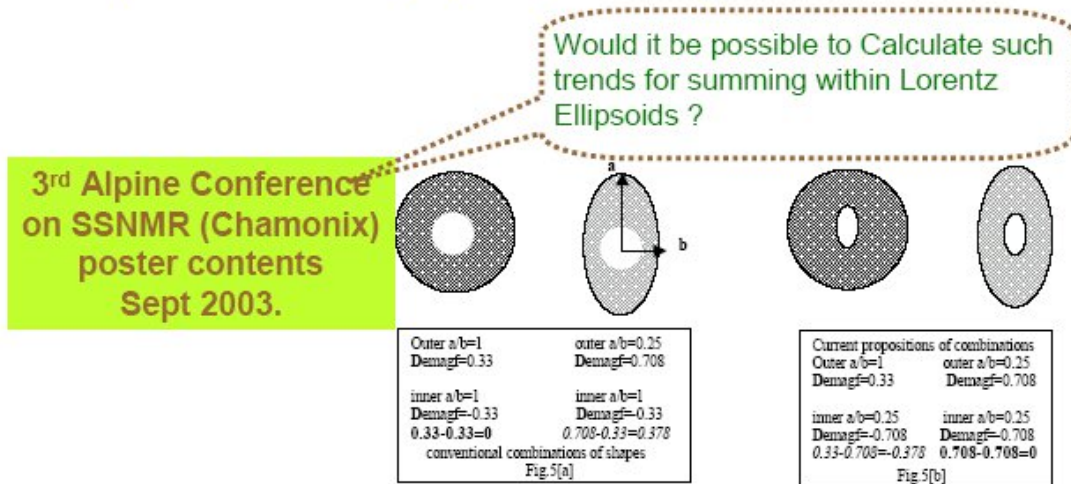 Would it be possible to Calculate such
trends for summing within Lorentz
Ellipsoids ?
3rd Alpine Conference
on SSNMR (Chamonix)
poster contents
Sept 2003.
a
b
Outer a/b=1 outer a/b=0.25
Demagf=0.33 Demagf=0.708
inner a/b=1 inner a/b=1
Demagf=-0.33 Demagf=-0.33
0.33-0.33=0 0.708-0.33=0.378
conventional combinations of shapes
Fig.5[a]
Current propositions of combinations
Outer a/b=1 outer a/b=0.25
Demagf=0.33 Demagf=0.708
inner a/b=0.25 inner a/b=0.25
Demagf=-0.708 Demagf=-0.708
0.33-0.708=-0.378 0.708-0.708=0
Fig.5[b]